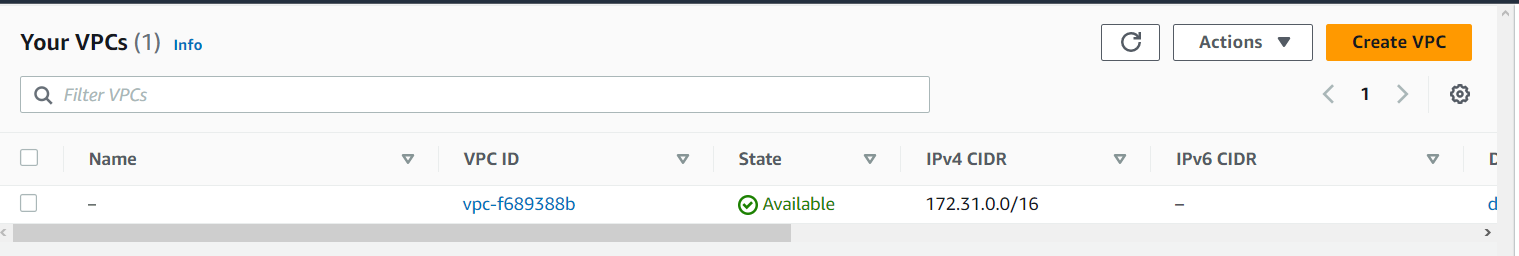 Your VPCs (1) Info
Actions Create VPC
Filter VPCs
1
Name VPC ID State IPv4 CIDR IPv6 CIDR D
– vpc-f689388b Available 172.31.0.0/16 – d